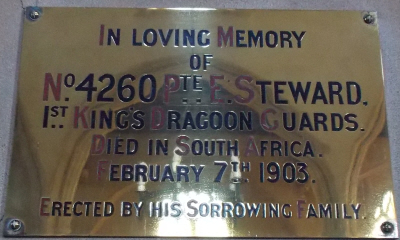 IN LOVING MEMORY
OF
No. 4260 PTE E. STEWARD.
1ST KINGS DRAGOON GUARDS.
DIED IN SOUTH AFRICA.
FEBRUARY 7TH 1903.
ERECTED BY HIS SORROWING FAMILY.